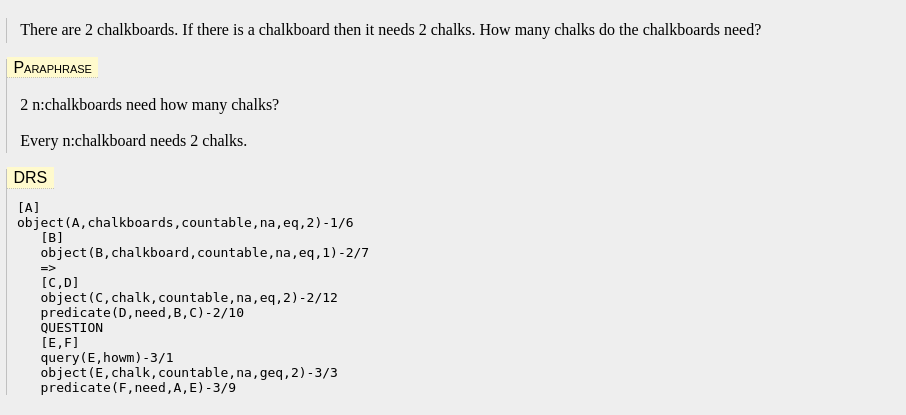 There are 2 chalkboards. If there is a chalkboard then it needs 2 chalks. How many chalks do the chalkboards need?
PARAPHRASE
2 n:chalkboards need how many chalks?
Every n:chalkboard needs 2 chalks.
DRS
[A]
object(A,chalkboards,countable,na,eq,2)-1/6
   [B]
   object(B,chalkboard,countable,na,eq,1)-2/7
   =>
   [C,D]
   object(C,chalk,countable,na,eq,2)-2/12
   predicate(D,need,B,C)-2/10
   QUESTION
   [E,F]
   query(E,howm)-3/1
   object(E,chalk,countable,na,geq,2)-3/3
   predicate(F,need,A,E)-3/9